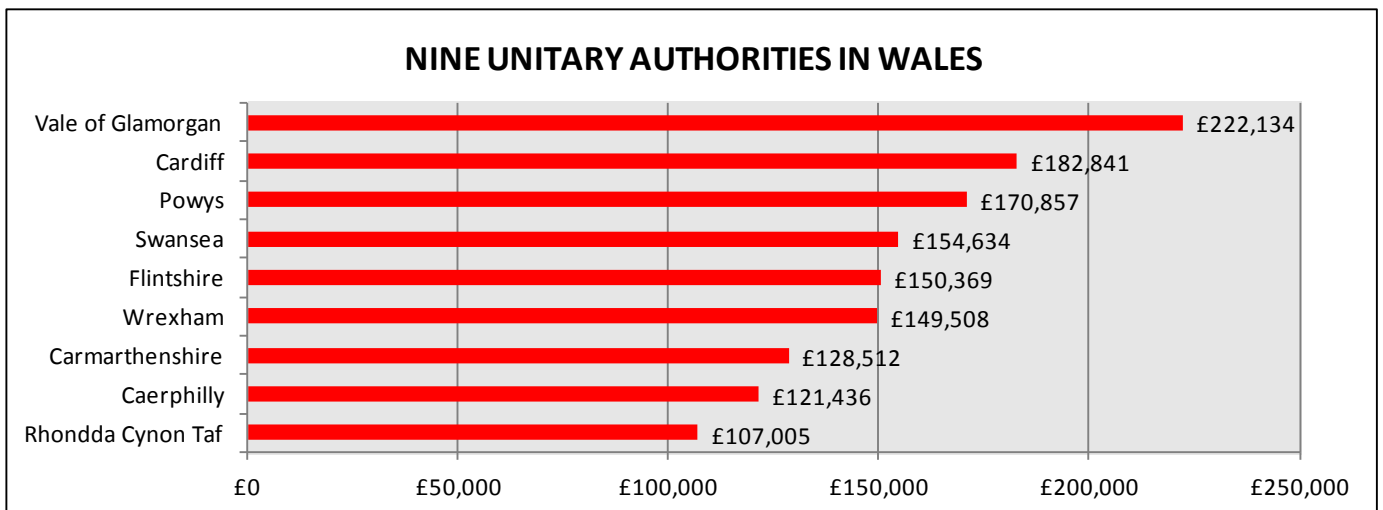 NINE UNITARY AUTHORITIES IN WALES
Vale of Glamorgan £222,134
Cardiff £182,841
Powys £170,857
Swansea £154,634
Flintshire £150,369
Wrexham £149,508
Carmarthenshire £128,512
Caerphilly £121,436
Rhondda Cynon Taf £107,005
£0 £50,000 £100,000 £150,000 £200,000 £250,000